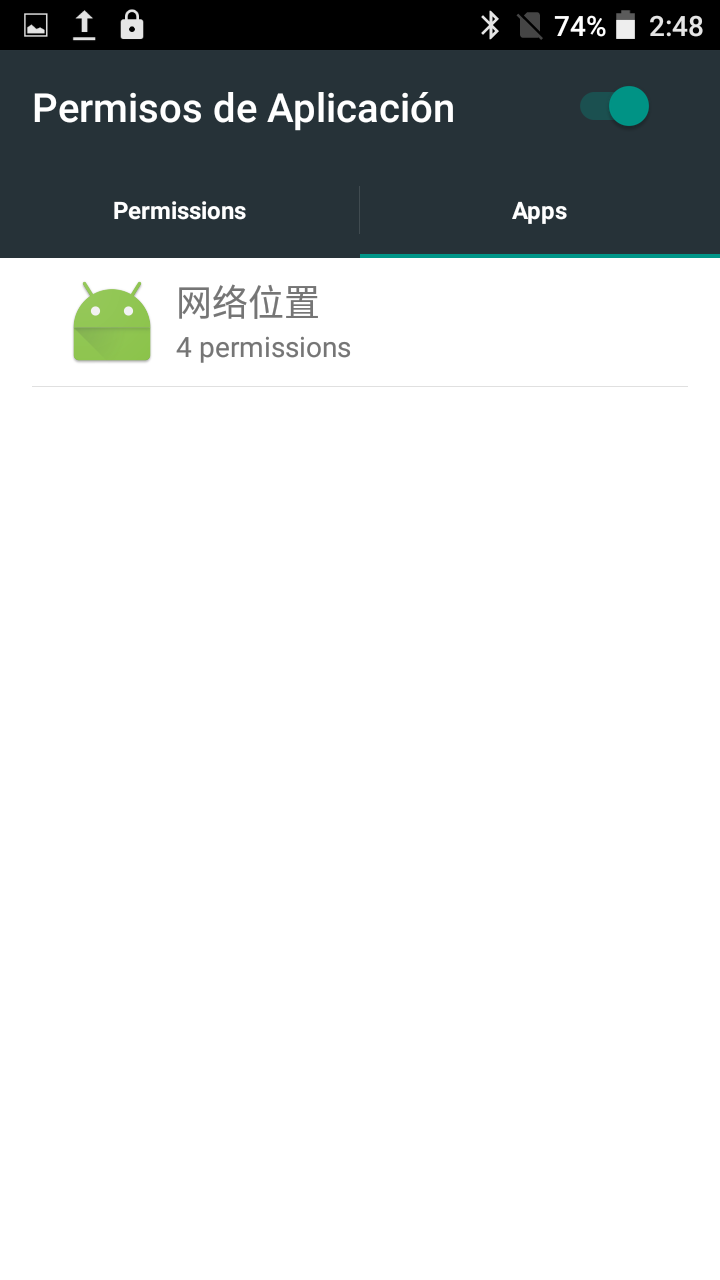 74% 2:48
Permisos de Aplicación
Permissions Apps
网络位置
4 permissions